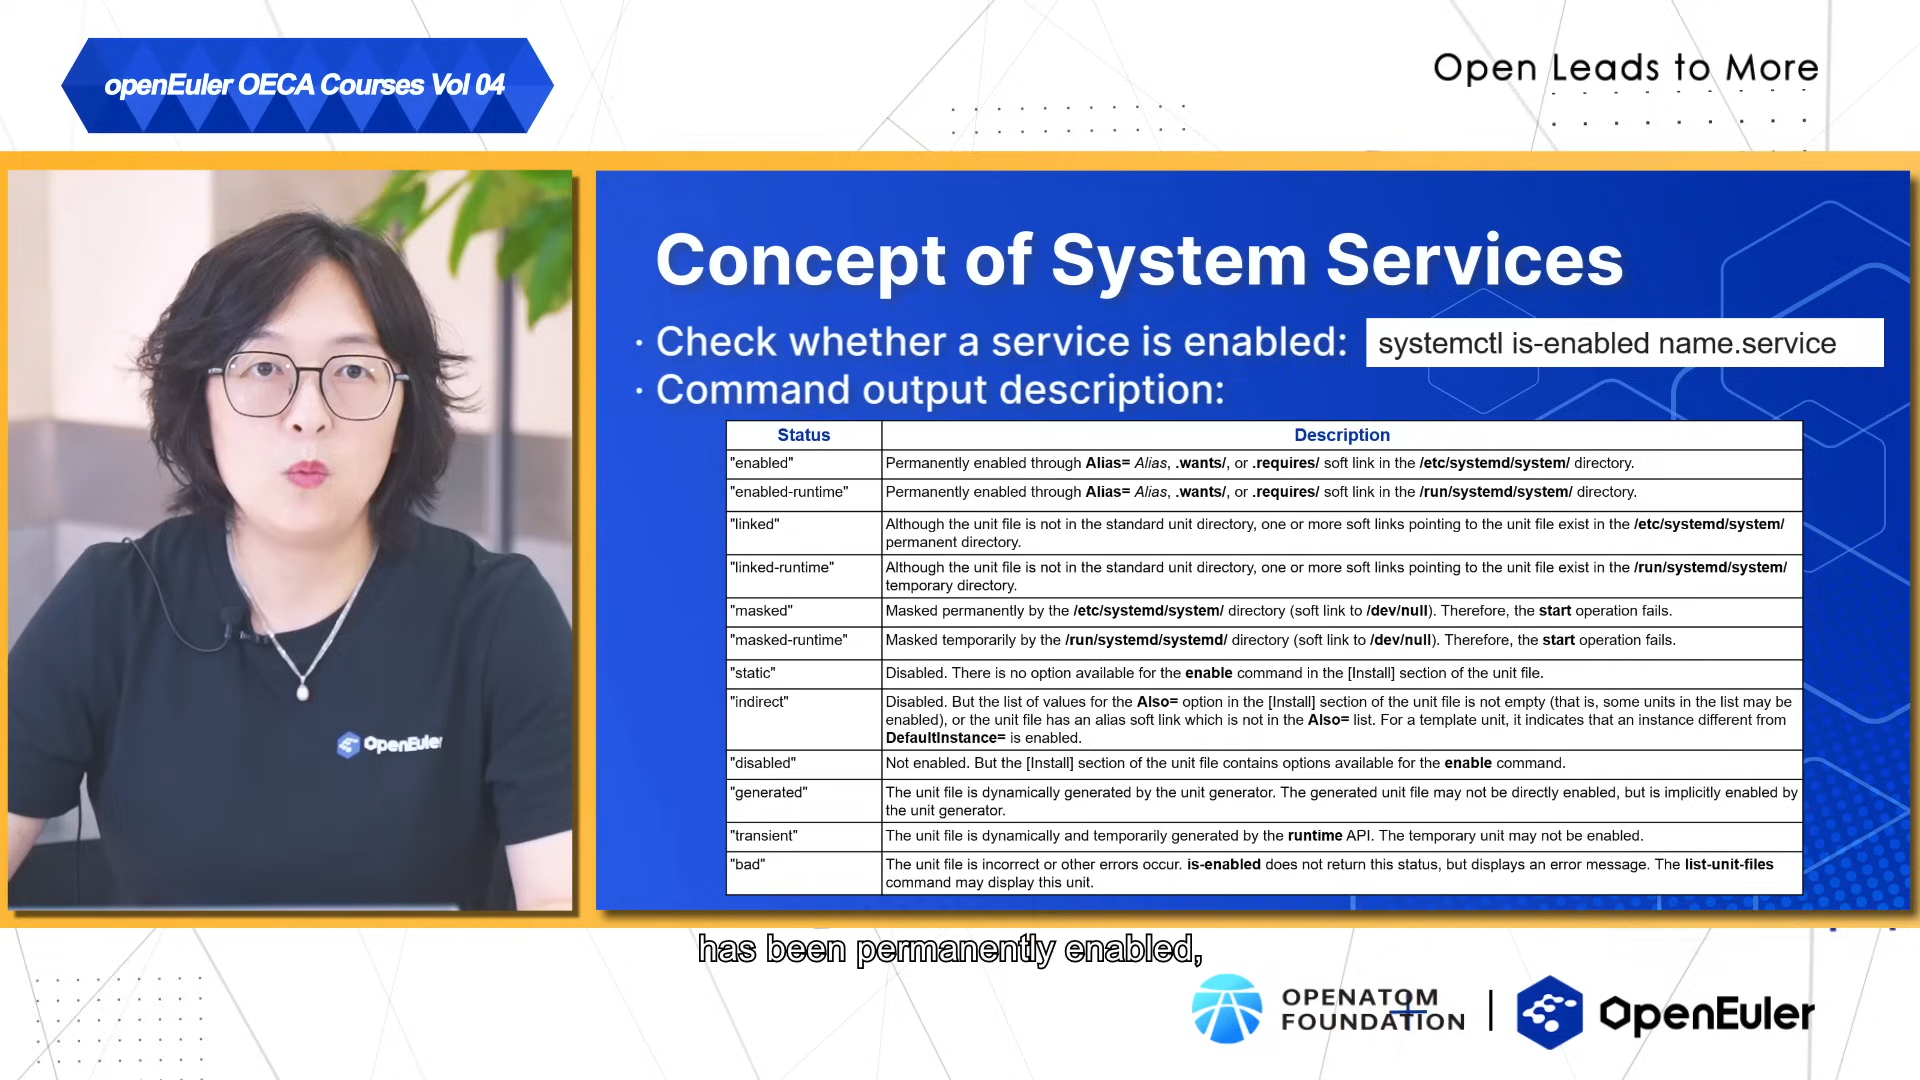 openEuler OECA Courses Vol 04
Open Leads to More
Concept of System Services
· Check whether a service is enabled: systemctl is-enabled name.service
· Command output description:
Status Description
"enabled" Permanently enabled through Alias= Alias, .wants/, or .requires/ soft link in the /etc/systemd/system/ directory.
"enabled-runtime" Permanently enabled through Alias= Alias, .wants/, or .requires/ soft link in the /run/systemd/system/ directory.
"linked" Although the unit file is not in the standard unit directory, one or more soft links pointing to the unit file exist in the /etc/systemd/system/
permanent directory.
"linked-runtime" Although the unit file is not in the standard unit directory, one or more soft links pointing to the unit file exist in the /run/systemd/system/
temporary directory.
"masked" Masked permanently by the /etc/systemd/system/ directory (soft link to /dev/null). Therefore, the start operation fails.
"masked-runtime" Masked temporarily by the /run/systemd/systemd/ directory (soft link to /dev/null). Therefore, the start operation fails.
"static" Disabled. There is no option available for the enable command in the [Install] section of the unit file.
"indirect" Disabled. But the list of values for the Also= option in the [Install] section of the unit file is not empty (that is, some units in the list may be
enabled), or the unit file has an alias soft link which is not in the Also= list. For a template unit, it indicates that an instance different from
DefaultInstance= is enabled.
"disabled" Not enabled. But the [Install] section of the unit file contains options available for the enable command.
"generated" The unit file is dynamically generated by the unit generator. The generated unit file may not be directly enabled, but is implicitly enabled by
the unit generator.
"transient" The unit file is dynamically and temporarily generated by the runtime API. The temporary unit may not be enabled.
"bad" The unit file is incorrect or other errors occur. is-enabled does not return this status, but displays an error message. The list-unit-files
command may display this unit.
OpenEuler
has been permanently enabled,
OPENATOM
FOUNDATION
OpenEuler